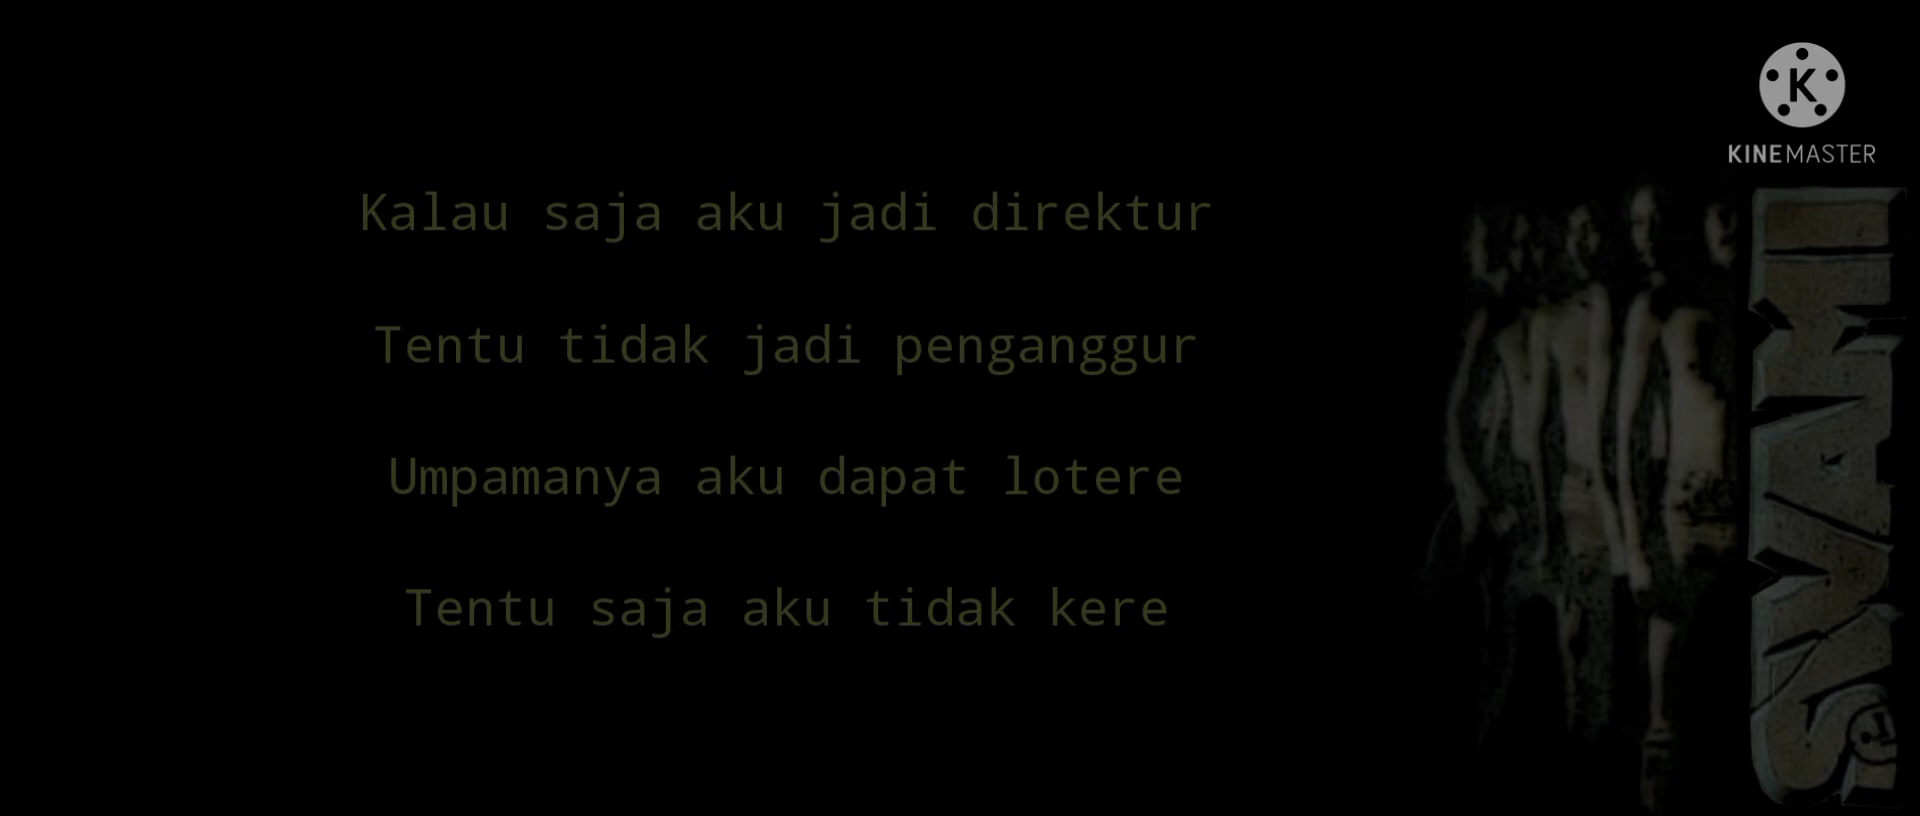 KINEMASTER
Kalau saja aku jadi direktur
Tentu tidak jadi penganggur
Umpamanya aku dapat lotere
Tentu saja aku tidak kere
SWAMI